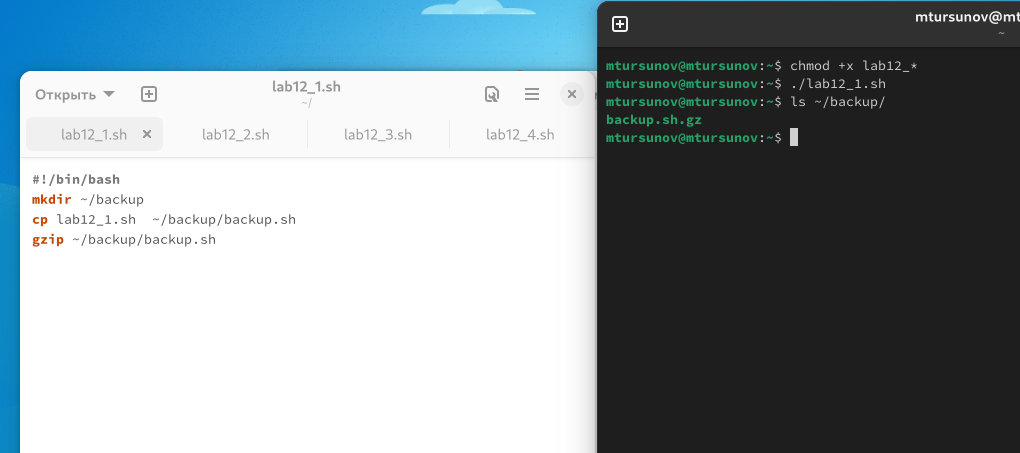 Открыть
lab12_1.sh
~/
lab12_1.sh
lab12_2.sh
lab12_3.sh
lab12_4.sh
#!/bin/bash
mkdir ~/backup
cp lab12_1.sh  ~/backup/backup.sh
gzip ~/backup/backup.sh
mtursunov@mt
~
mtursunov@mtursunov:~$ chmod +x lab12_*
mtursunov@mtursunov:~$ ./lab12_1.sh
mtursunov@mtursunov:~$ ls ~/backup/
backup.sh.gz
mtursunov@mtursunov:~$